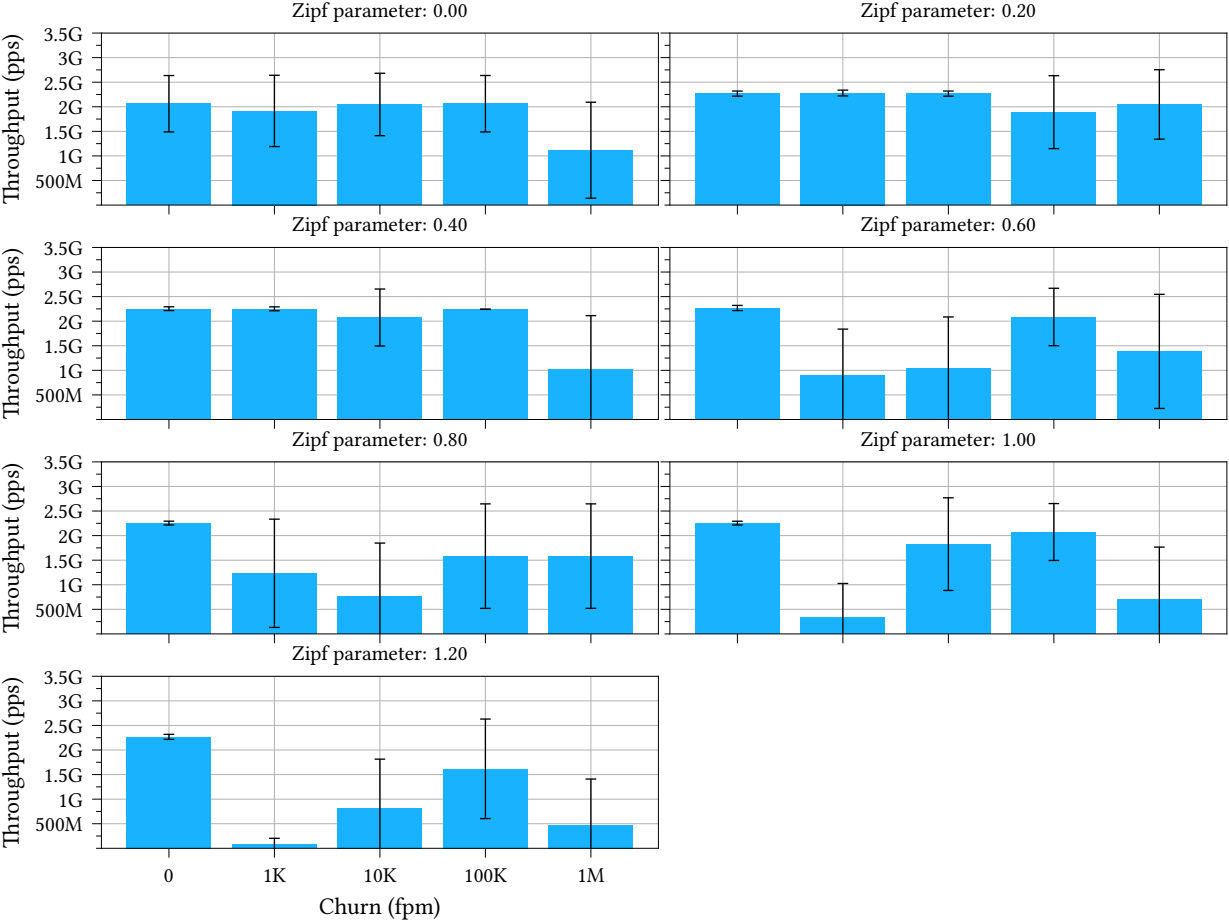 Zipf parameter: 0.00
Zipf parameter: 0.20
Throughput (pps)
3.5G
3G
2.5G
2G
1.5G
1G
500M
Zipf parameter: 0.40
Zipf parameter: 0.60
Throughput (pps)
3.5G
3G
2.5G
2G
1.5G
1G
500M
Zipf parameter: 0.80
Zipf parameter: 1.00
Throughput (pps)
3.5G
3G
2.5G
2G
1.5G
1G
500M
Zipf parameter: 1.20
Throughput (pps)
3.5G
3G
2.5G
2G
1.5G
1G
500M
0 1K 10K 100K 1M
Churn (fpm)